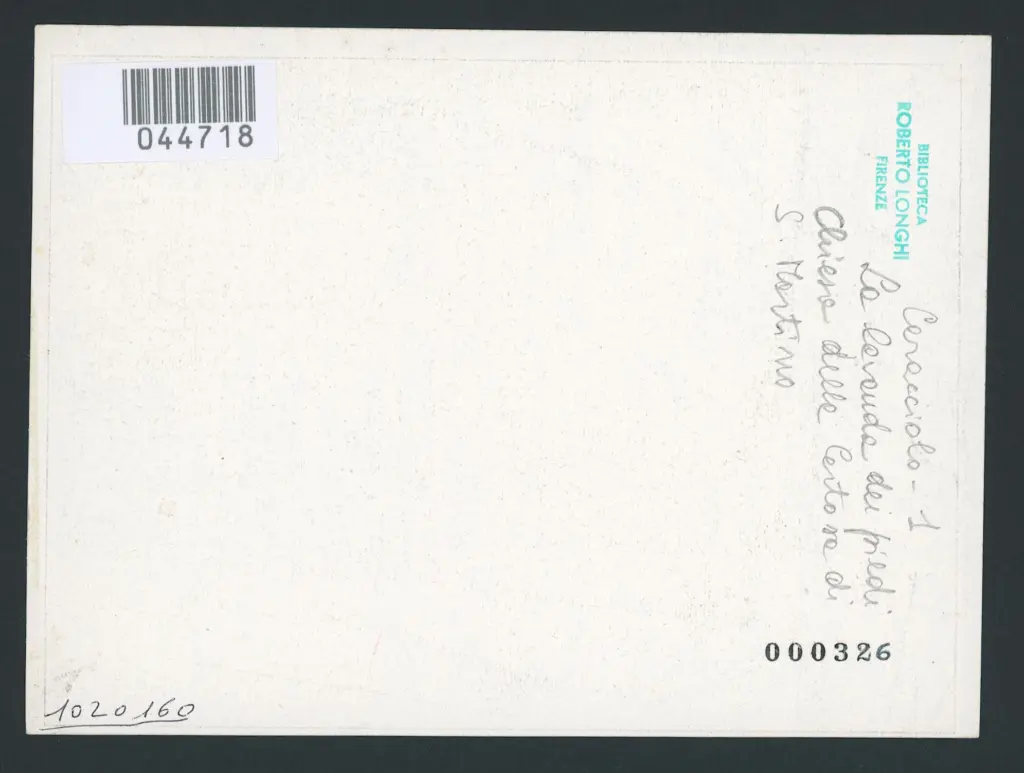 044718
BIBLIOTECA
ROBERTO LONGHI
FIRENZE
Caracciolo - 1
La lavanda dei piedi
Chiesa della Certosa di
S. Martino
000326
1020160